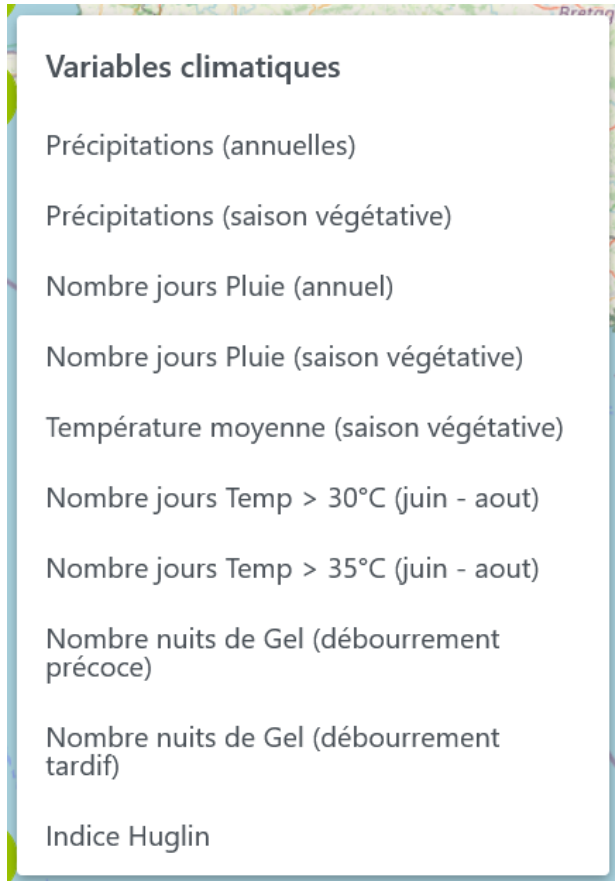 Bretag
Variables climatiques
Précipitations (annuelles)
Précipitations (saison végétative)
Nombre jours Pluie (annuel)
Nombre jours Pluie (saison végétative)
Température moyenne (saison végétative)
Nombre jours Temp > 30°C (juin - aout)
Nombre jours Temp > 35°C (juin - aout)
Nombre nuits de Gel (débourrement
précoce)
Nombre nuits de Gel (débourrement
tardif)
Indice Huglin